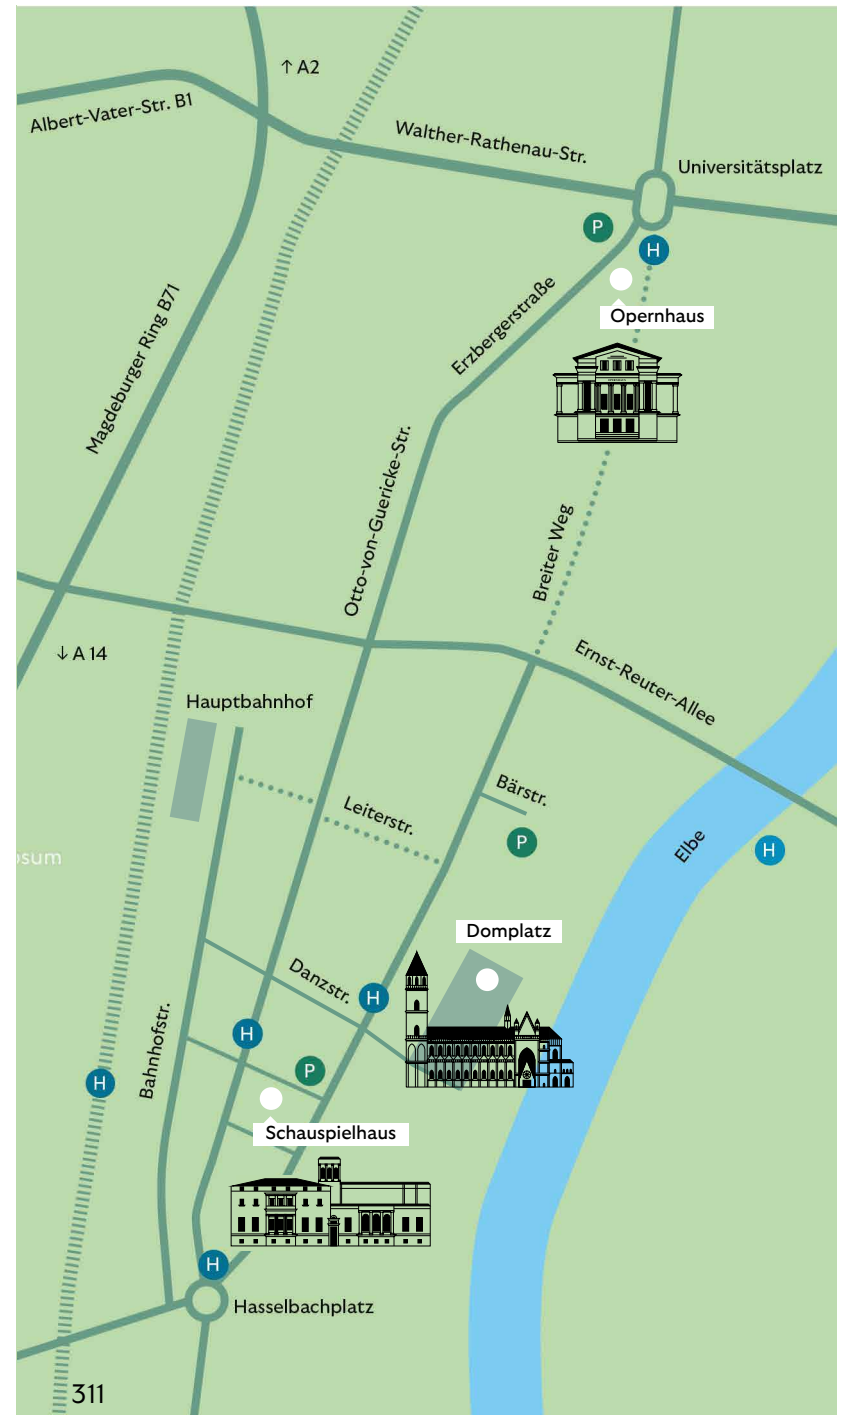 ↑ A2
Albert-Vater-Str. B1
Walther-Rathenau-Str.
Universitätsplatz
P
H
Opernhaus
Erzbergerstraße
Magdeburger Ring B71
Otto-von-Guericke-Str.
Breiter Weg
↓ A 14
Ernst-Reuter-Allee
Hauptbahnhof
Bärstr.
Leiterstr.
P
Elbe
H
osum
Domplatz
Danzstr.
H
H
Bahnhofstr.
P
H
Schauspielhaus
H
Hasselbachplatz
311